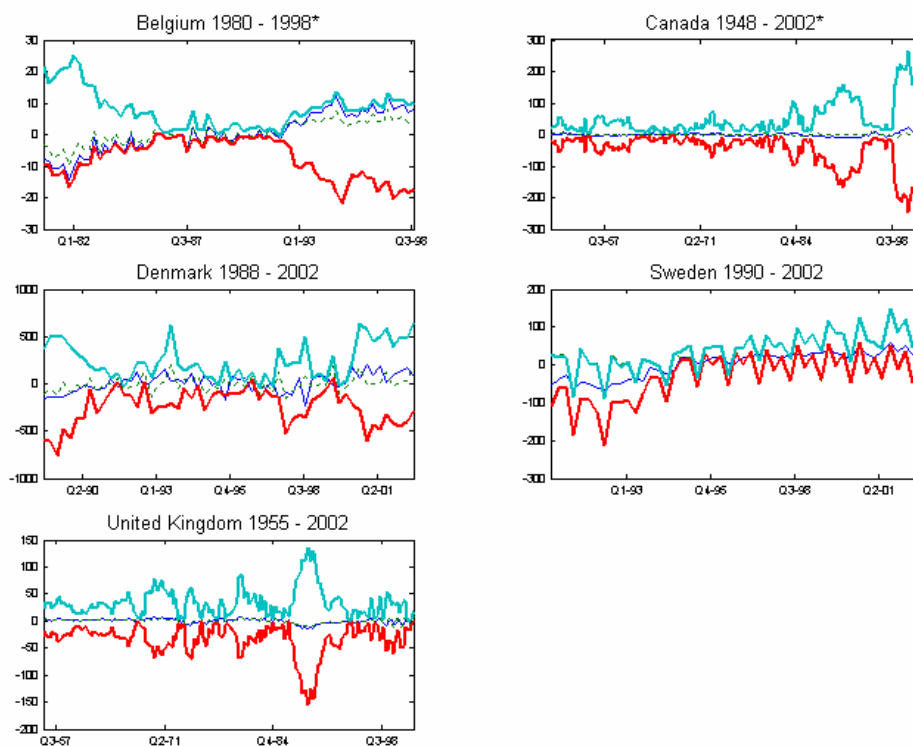 Belgium 1980 - 1998*
30
20
10
0
-10
-20
-30
Q1-82
Q3-87
Q1-93
Q3-98
Canada 1948 - 2002*
300
200
100
0
-100
-200
-300
Q3-57
Q2-71
Q4-84
Q3-98
Denmark 1988 - 2002
1000
500
0
-500
-1000
Q2-90
Q1-93
Q4-95
Q3-98
Q2-01
Sweden 1990 - 2002
200
100
0
-100
-200
-300
Q1-93
Q4-95
Q3-98
Q2-01
United Kingdom 1955 - 2002
150
100
50
0
-50
-100
-150
-200
Q3-57
Q2-71
Q4-84
Q3-98